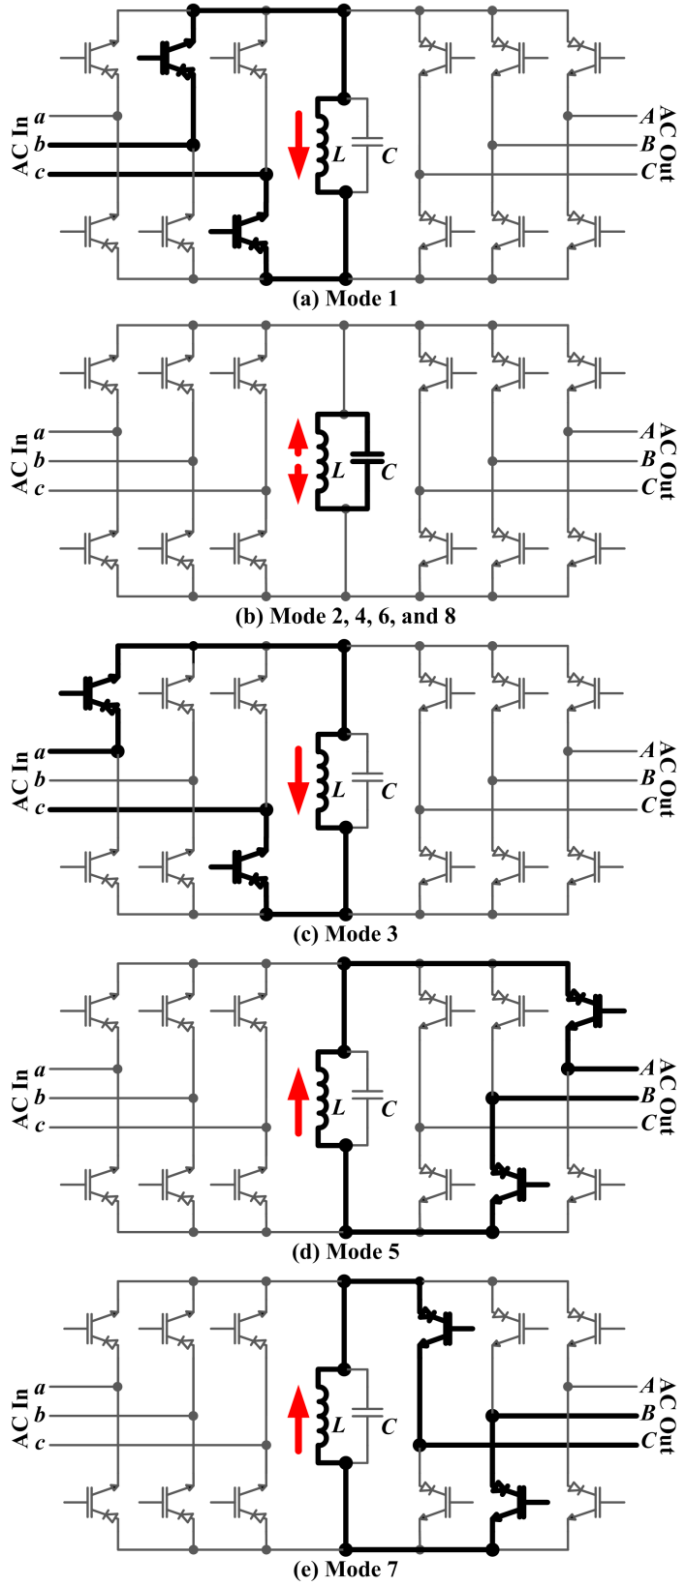 AC In
a
b
c
L
C
A
B
C
AC Out
(a) Mode 1
AC In
a
b
c
L
C
A
B
C
AC Out
(b) Mode 2, 4, 6, and 8
AC In
a
b
c
L
C
A
B
C
AC Out
(c) Mode 3
AC In
a
b
c
L
C
A
B
C
AC Out
(d) Mode 5
AC In
a
b
c
L
C
A
B
C
AC Out
(e) Mode 7